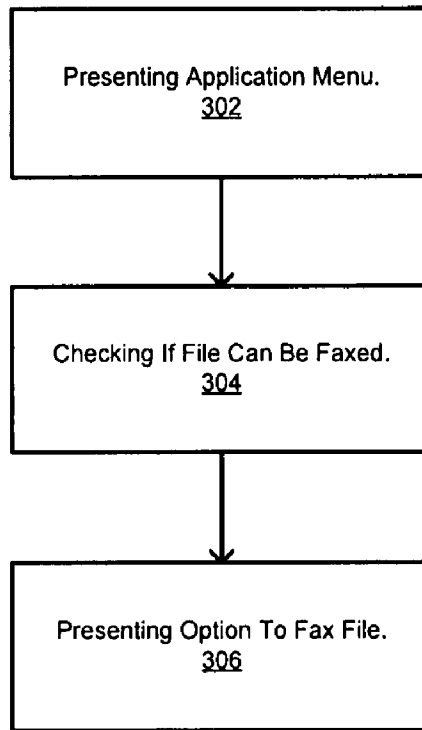 Presenting Application Menu.
302
Checking If File Can Be Faxed.
304
Presenting Option To Fax File.
306